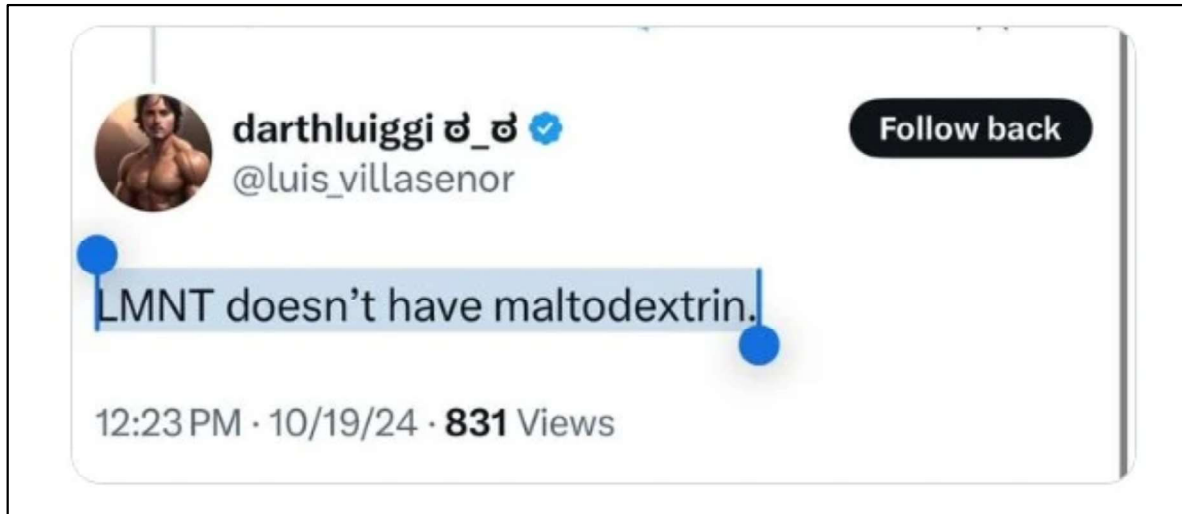 darthluiggi ಠ_ಠ
Follow back
@luis_villasenor
LMNT doesn’t have maltodextrin.
12:23 PM · 10/19/24 · 831 Views